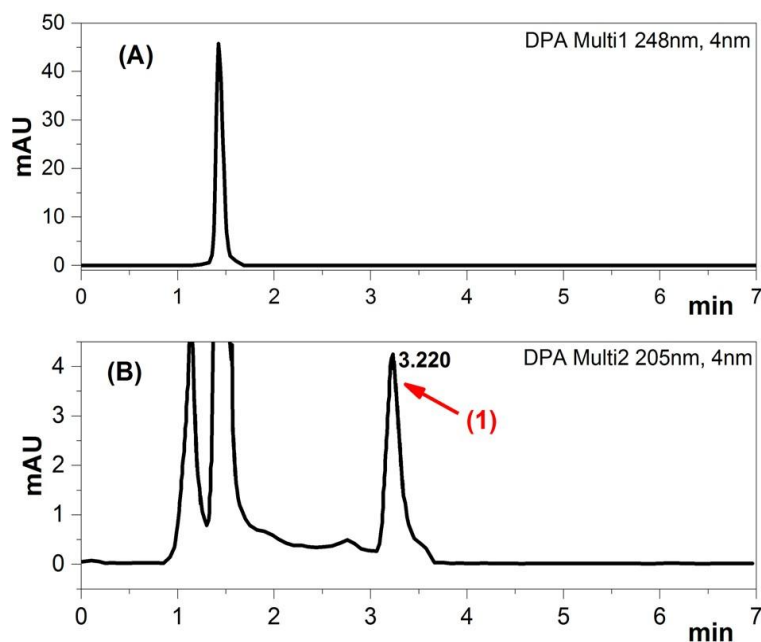 (A)
DPA Multi1 248nm, 4nm
mAU
50
40
30
20
10
0
0 1 2 3 4 5 6 7
min
(B)
3.220
DPA Multi2 205nm, 4nm
(1)
mAU
4
3
2
1
0
0 1 2 3 4 5 6 7
min